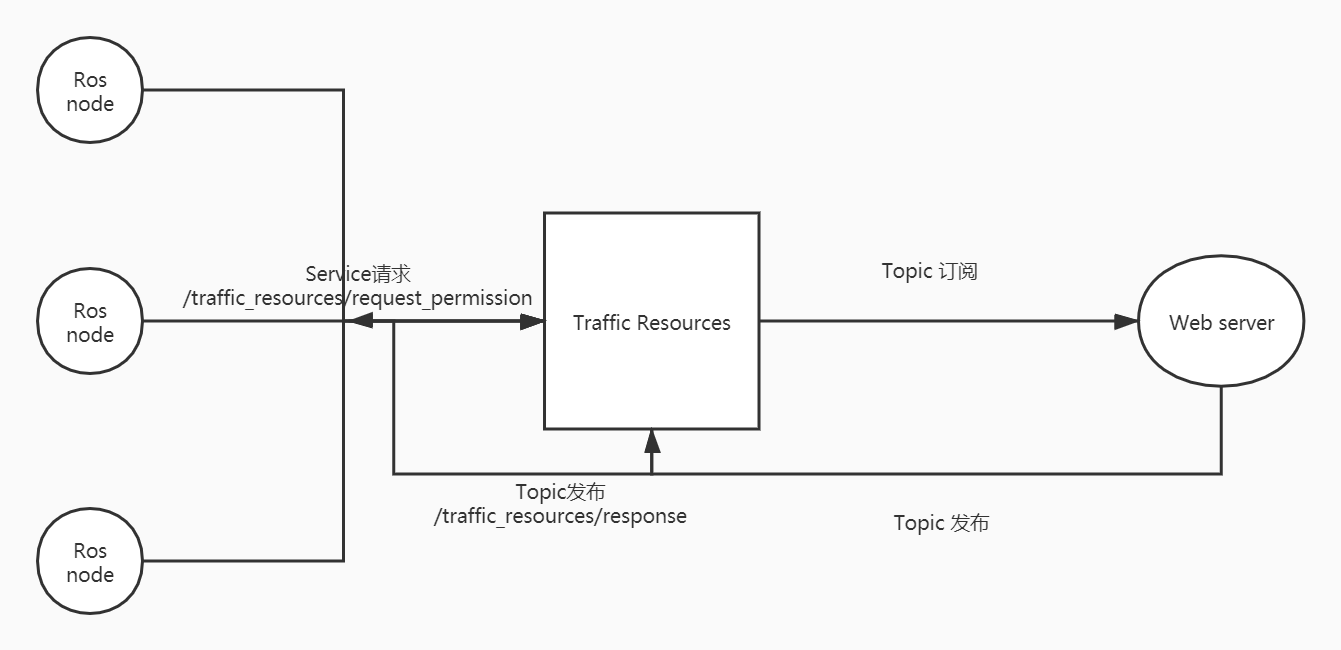 Ros
node
Service请求
/traffic_resources/request_permission
Ros
node
Traffic Resources
Topic 订阅
Web server
Topic发布
/traffic_resources/response
Topic 发布
Ros
node